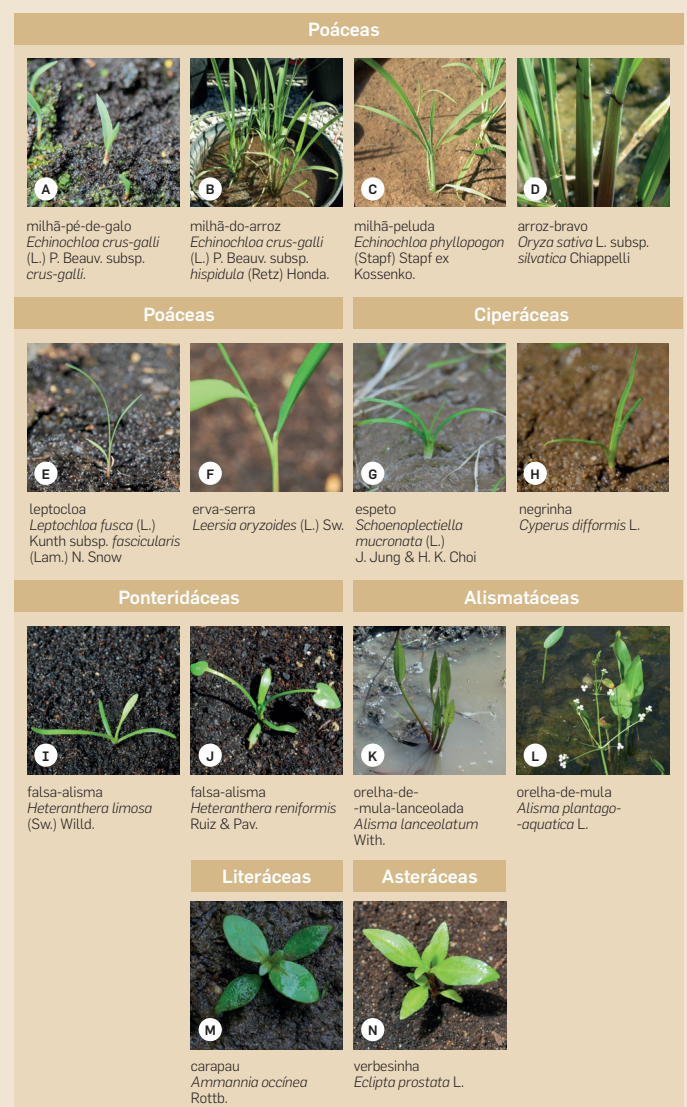 Poáceas
A
B
C
D
milhã-pé-de-galo
Echinochloa crus-galli
(L.) P. Beauv. subsp.
crus-galli.
milhã-do-arroz
Echinochloa crus-galli
(L.) P. Beauv. subsp.
hispidula (Retz) Honda.
milhã-peluda
Echinochloa phyllopogon
(Stapf) Stapf ex
Kossenko.
arroz-bravo
Oryza sativa L. subsp.
silvatica Chiappelli
Poáceas
Ciperáceas
E
F
G
H
leptocloa
Leptochloa fusca (L.)
Kunth subsp. fascicularis
(Lam.) N. Snow
erva-serra
Leersia oryzoides (L.) Sw.
espeto
Schoenoplectiella
mucronata (L.)
J. Jung & H. K. Choi
negrinha
Cyperus difformis L.
Ponteridáceas
Alismatáceas
I
J
K
L
falsa-alisma
Heteranthera limosa
(Sw.) Willd.
falsa-alisma
Heteranthera reniformis
Ruiz & Pav.
orelha-de-
-mula-lanceolada
Alisma lanceolatum
With.
orelha-de-mula
Alisma plantago-
-aquatica L.
Literáceas
Asteráceas
M
N
carapau
Ammannia occínea
Rottb.
verbesinha
Eclipta prostata L.